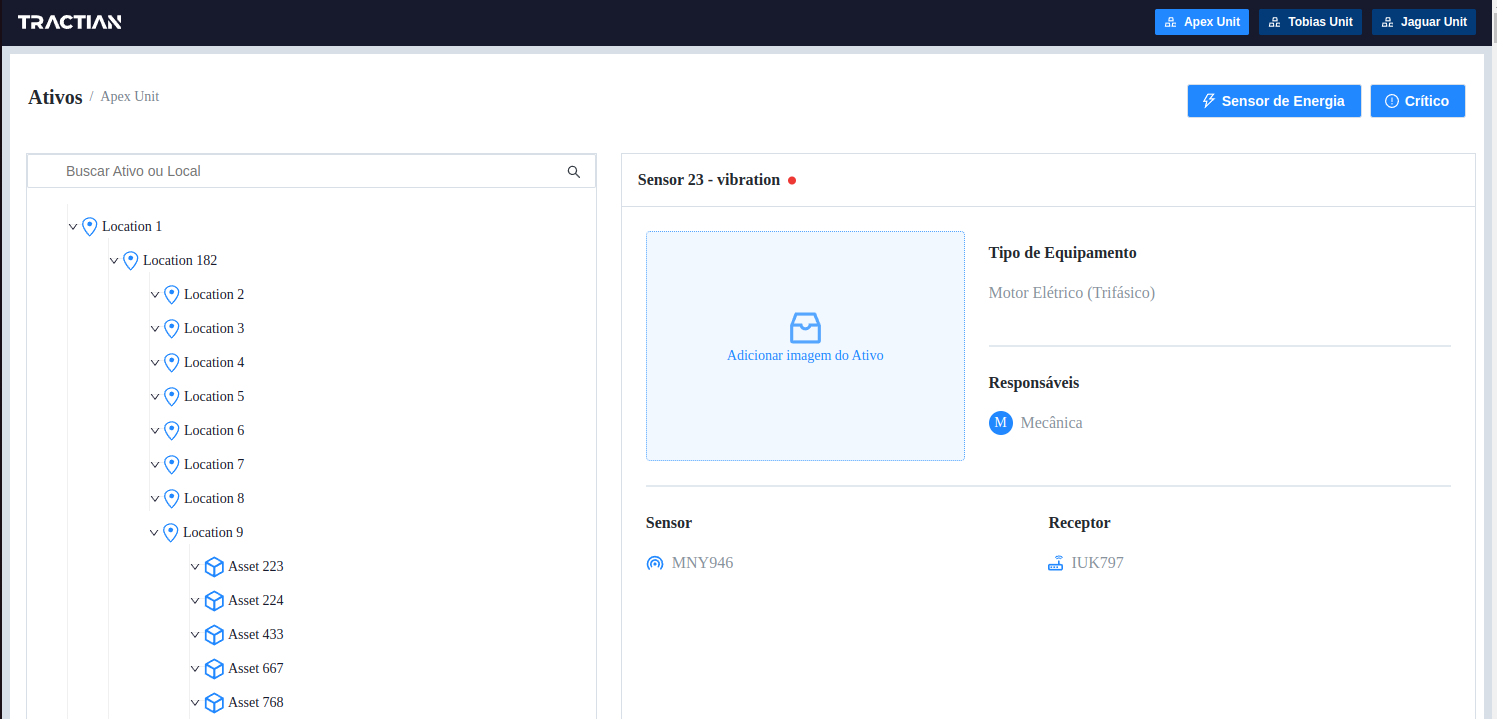 TRACTIAN
Apex Unit
Tobias Unit
Jaguar Unit
Ativos / Apex Unit
Sensor de Energia
Crítico
Buscar Ativo ou Local
Location 1
Location 182
Location 2
Location 3
Location 4
Location 5
Location 6
Location 7
Location 8
Location 9
Asset 223
Asset 224
Asset 433
Asset 667
Asset 768
Sensor 23 - vibration
Adicionar imagem do Ativo
Tipo de Equipamento
Motor Elétrico (Trifásico)
Responsáveis
M Mecânica
Sensor
MNY946
Receptor
IUK797